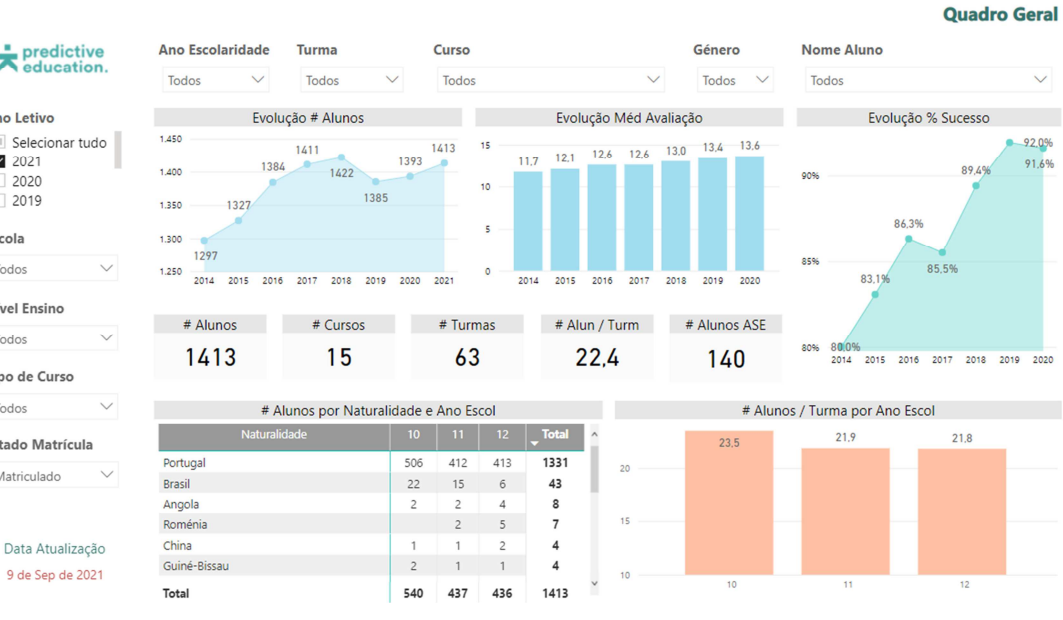 Quadro Geral
predictive
education.
Ano Escolaridade Turma Curso Género Nome Aluno
Todos Todos Todos Todos Todos
Letivo
Selecionar tudo
2021
2020
2019
Ensino
de Curso
Matrícula
Matriculado
Data Atualização
9 de Sep de 2021
Evolução # Alunos
1.450
1.400
1.350
1.300
1.250
1297 1327 1384 1411 1422 1385 1393 1413
2014 2015 2016 2017 2018 2019 2020 2021
Evolução Méd Avaliação
15
10
5
0
11,7 12,1 12,6 12,6 13,0 13,4 13,6
2014 2015 2016 2017 2018 2019 2020
Evolução % Sucesso
90%
85%
80%
80,0% 83,1% 86,3% 85,5% 89,4% 92,0% 91,6%
2014 2015 2016 2017 2018 2019 2020
# Alunos # Cursos # Turmas # Alun / Turm # Alunos ASE
1413 15 63 22,4 140
# Alunos por Naturalidade e Ano Escol
Naturalidade 10 11 12 Total
Portugal 506 412 413 1331
Brasil 22 15 6 43
Angola 2 2 4 8
Roménia 2 5 7
China 1 1 2 4
Guiné-Bissau 2 1 1 4
Total 540 437 436 1413
# Alunos / Turma por Ano Escol
20
15
10
23,5 21,9 21,8
10 11 12